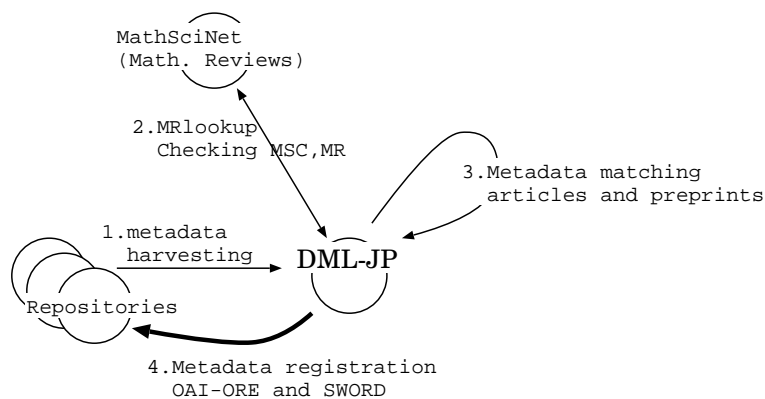 MathSciNet
(Math. Reviews)
2.MRlookup
Checking MSC,MR
3.Metadata matching
articles and preprints
1.metadata
harvesting
DML-JP
Repositories
4.Metadata registration
OAI-ORE and SWORD